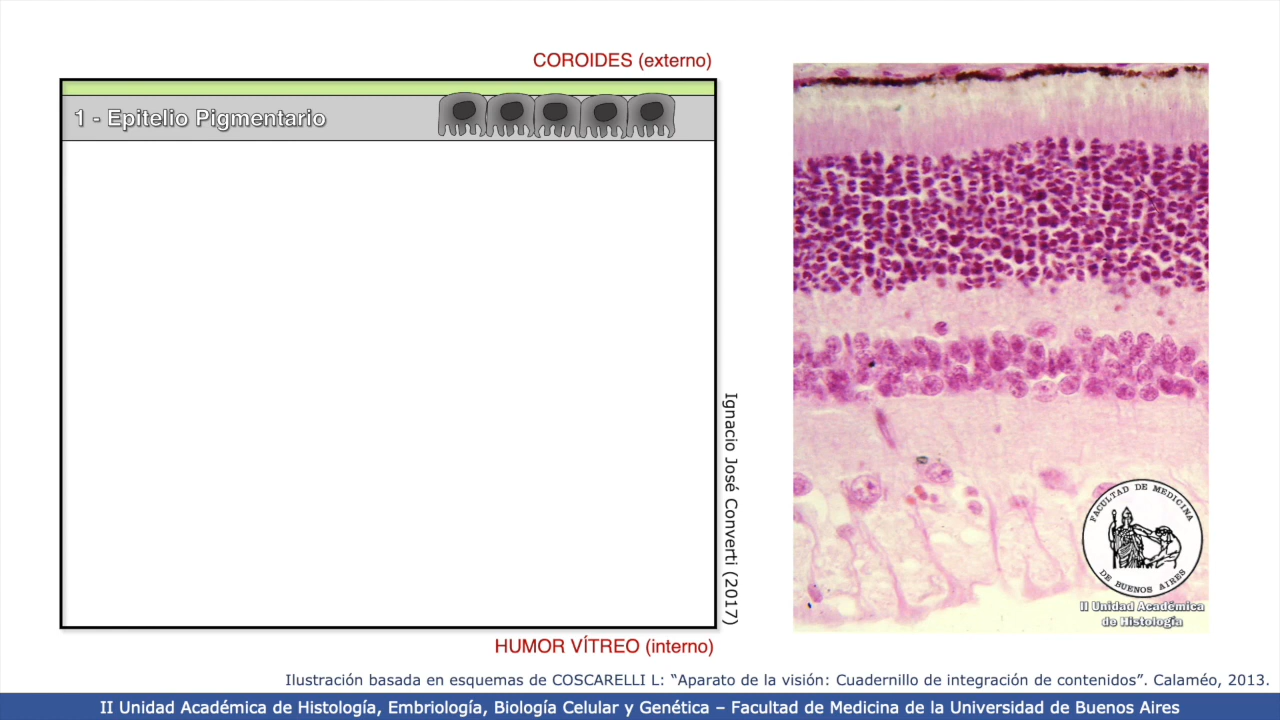 COROIDES (externo)
1 - Epitelio Pigmentario
Ignacio José Converti (2017)
HUMOR VÍTREO (interno)
FACULTAD DE MEDICINA
DE BUENOS AIRES
II Unidad Académica
de Histología
Ilustración basada en esquemas de COSCARELLI L: “Aparato de la visión: Cuadernillo de integración de contenidos”. Calaméo, 2013.
II Unidad Académica de Histología, Embriología, Biología Celular y Genética – Facultad de Medicina de la Universidad de Buenos Aires